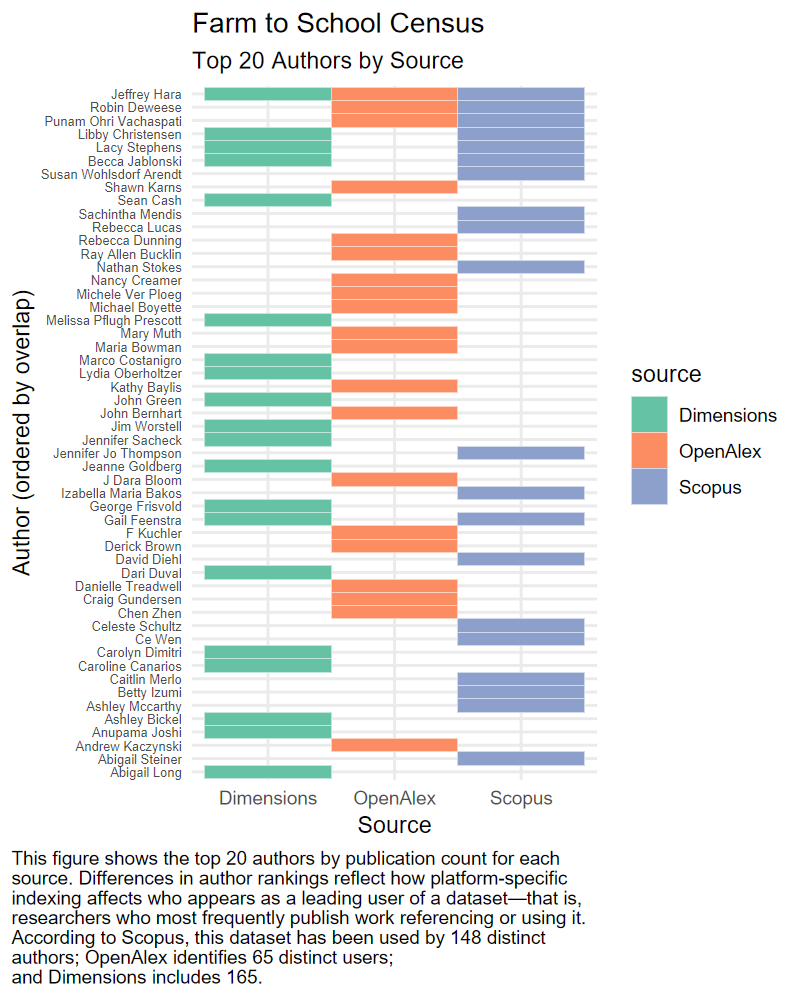 Farm to School Census
Top 20 Authors by Source
Jeffrey Hara
Robin Deweese
Punam Ohri Vachaspati
Libby Christensen
Lacy Stephens
Becca Jablonski
Susan Wohlsdorf Arendt
Shawn Karns
Sean Cash
Sachintha Mendis
Rebecca Lucas
Rebecca Dunning
Ray Allen Bucklin
Nathan Stokes
Nancy Creamer
Michele Ver Ploeg
Michael Boyette
Melissa Pflugh Prescott
Mary Muth
Maria Bowman
Marco Costanigro
Lydia Oberholtzer
Kathy Baylis
John Green
John Bernhart
Jim Worstell
Jennifer Sacheck
Jennifer Jo Thompson
Jeanne Goldberg
J Dara Bloom
Izabella Maria Bakos
George Frisvold
Gail Feenstra
F Kuchler
Derick Brown
David Diehl
Dari Duval
Danielle Treadwell
Craig Gundersen
Chen Zhen
Celeste Schultz
Ce Wen
Carolyn Dimitri
Caroline Canarios
Caitlin Merlo
Betty Izumi
Ashley Mccarthy
Ashley Bickel
Anupama Joshi
Andrew Kaczynski
Abigail Steiner
Abigail Long
Author (ordered by overlap)
Dimensions OpenAlex Scopus
Source
source
Dimensions
OpenAlex
Scopus
This figure shows the top 20 authors by publication count for each
source. Differences in author rankings reflect how platform-specific
indexing affects who appears as a leading user of a dataset—that is,
researchers who most frequently publish work referencing or using it.
According to Scopus, this dataset has been used by 148 distinct
authors; OpenAlex identifies 65 distinct users;
and Dimensions includes 165.